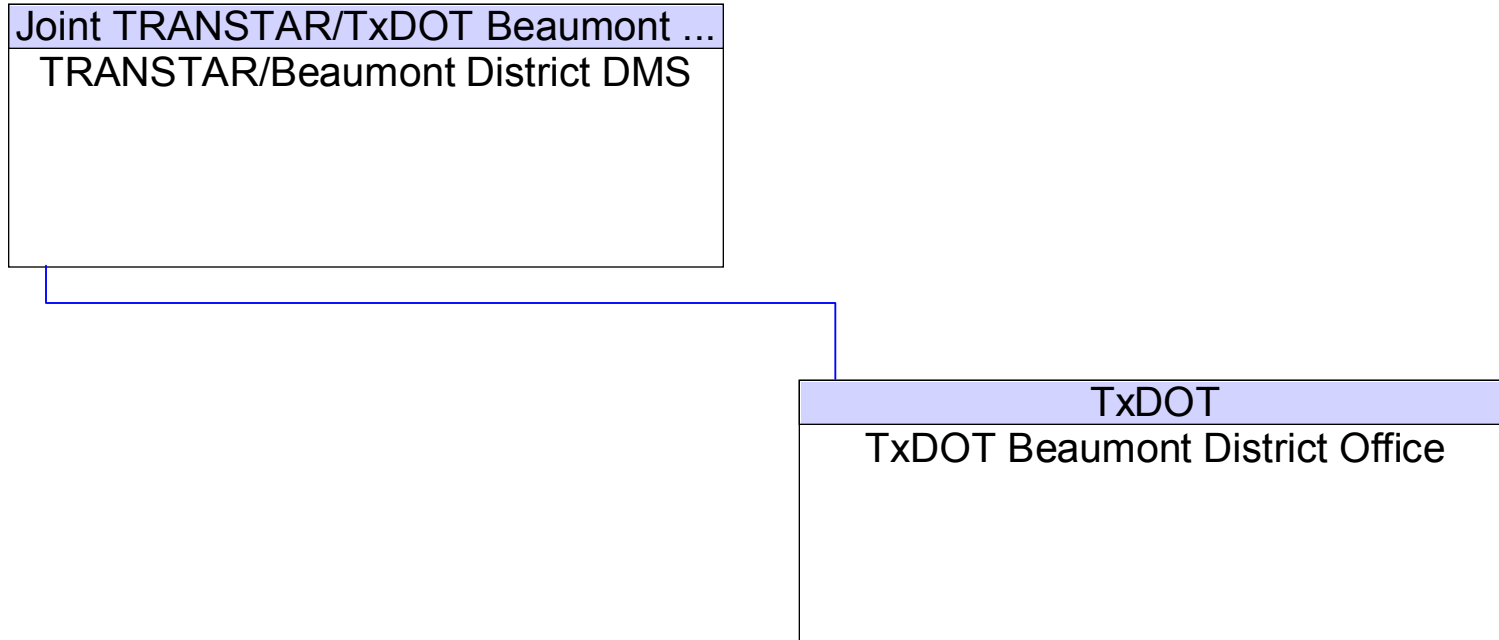 Joint TRANSTAR/TxDOT Beaumont ...
TRANSTAR/Beaumont District DMS
TxDOT
TxDOT Beaumont District Office